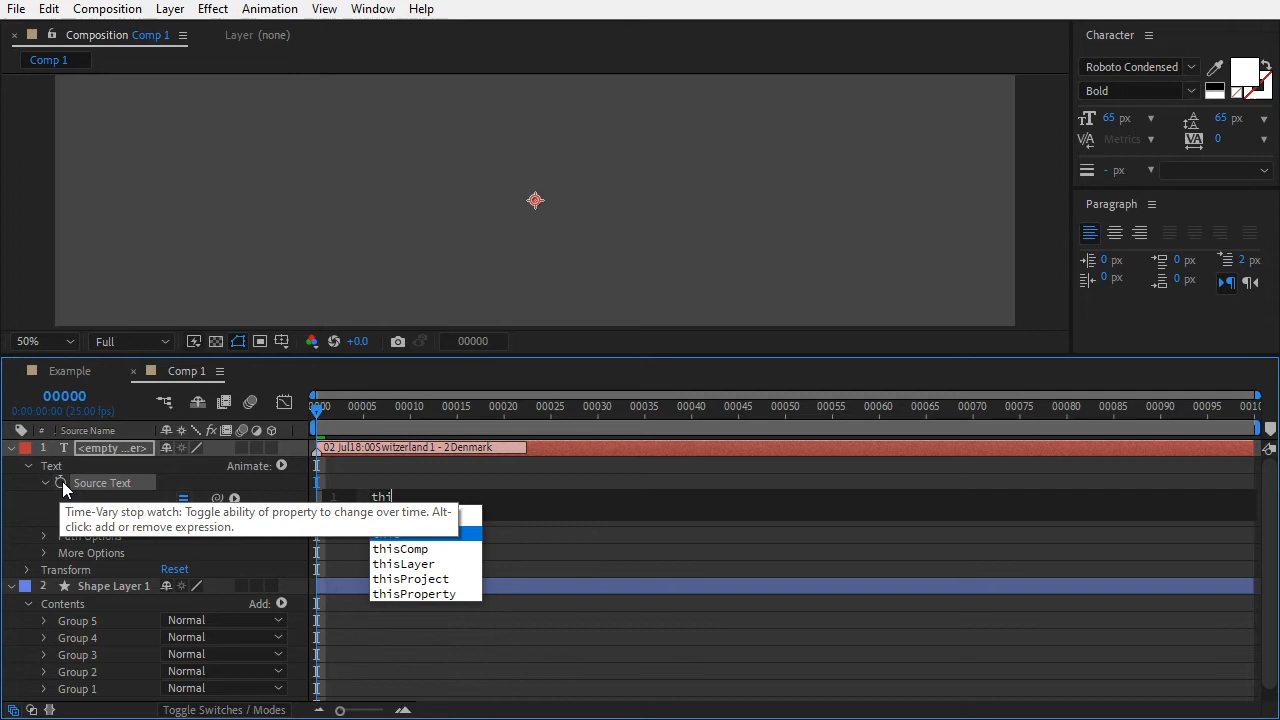 File Edit Composition Layer Effect Animation View Window Help
× Composition Comp 1 Layer (none)
Comp 1
50% Full +0.0 00000
Character
Roboto Condensed
Bold
65 px 65 px
Metrics 0
- px
Paragraph
0 px 0 px 2 px
0 px 0 px
Example × Comp 1
00000
0:00:00:00 (25.00 fps)
# Source Name
0000 00005 00010 00015 00020 00025 00030 00035 00040 00045 00050 00055 00060 00065 00070 00075 00080 00085 00090 00095 0010
1 T <empty ...er> 02 Jul18:00Switzerland1 - 2Denmark
Text Animate:
Source Text
1 thi
Time-Vary stop watch: Toggle ability of property to change over time. Alt-
click: add or remove expression.
Path Options
thisComp
More Options
thisLayer
Transform Reset
thisProject
thisProperty
2 Shape Layer 1
Contents Add:
Group 5 Normal
Group 4 Normal
Group 3 Normal
Group 2 Normal
Group 1 Normal
Toggle Switches / Modes